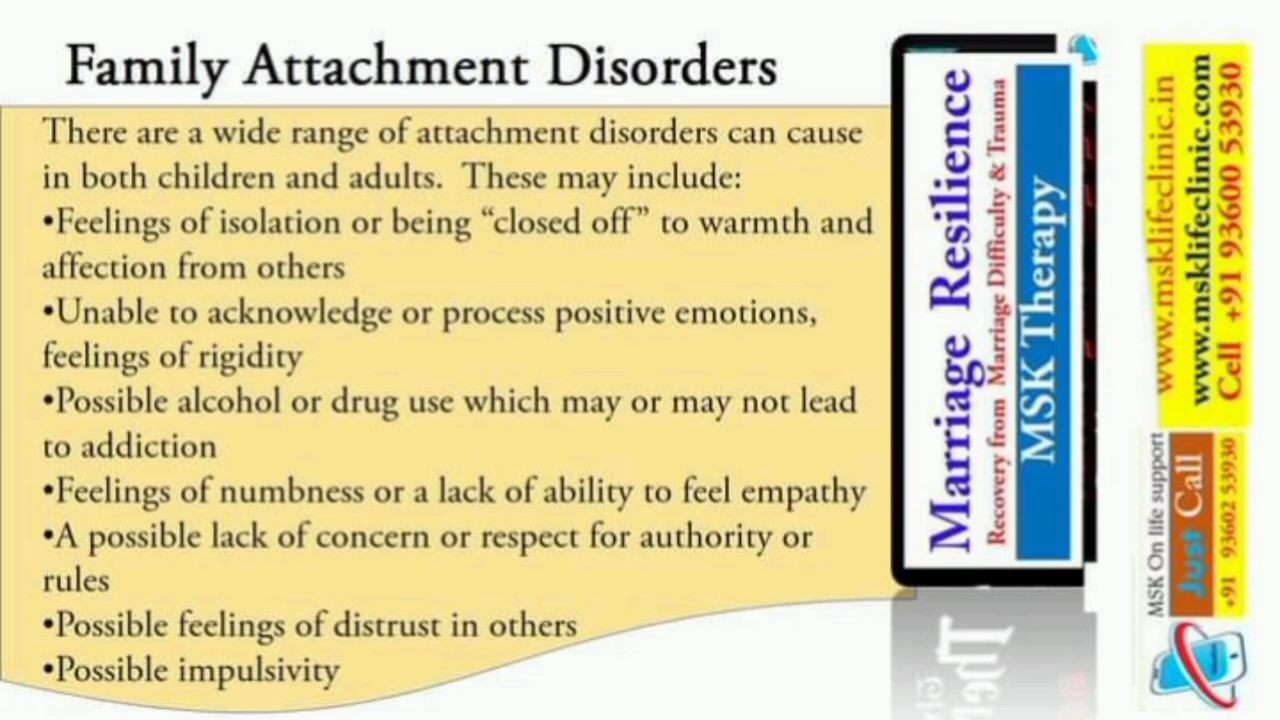 Family Attachment Disorders
There are a wide range of attachment disorders can cause
in both children and adults. These may include:
•Feelings of isolation or being “closed off” to warmth and
affection from others
•Unable to acknowledge or process positive emotions,
feelings of rigidity
•Possible alcohol or drug use which may or may not lead
to addiction
•Feelings of numbness or a lack of ability to feel empathy
•A possible lack of concern or respect for authority or
rules
•Possible feelings of distrust in others
•Possible impulsivity
Marriage Resilience
Recovery from Marriage Difficulty & Trauma
MSK Therapy
www.msklifeclinic.in
www.msklifeclinic.com
Cell +91 93600 53930
MSK On life support
Just Call
+91 93602 53930